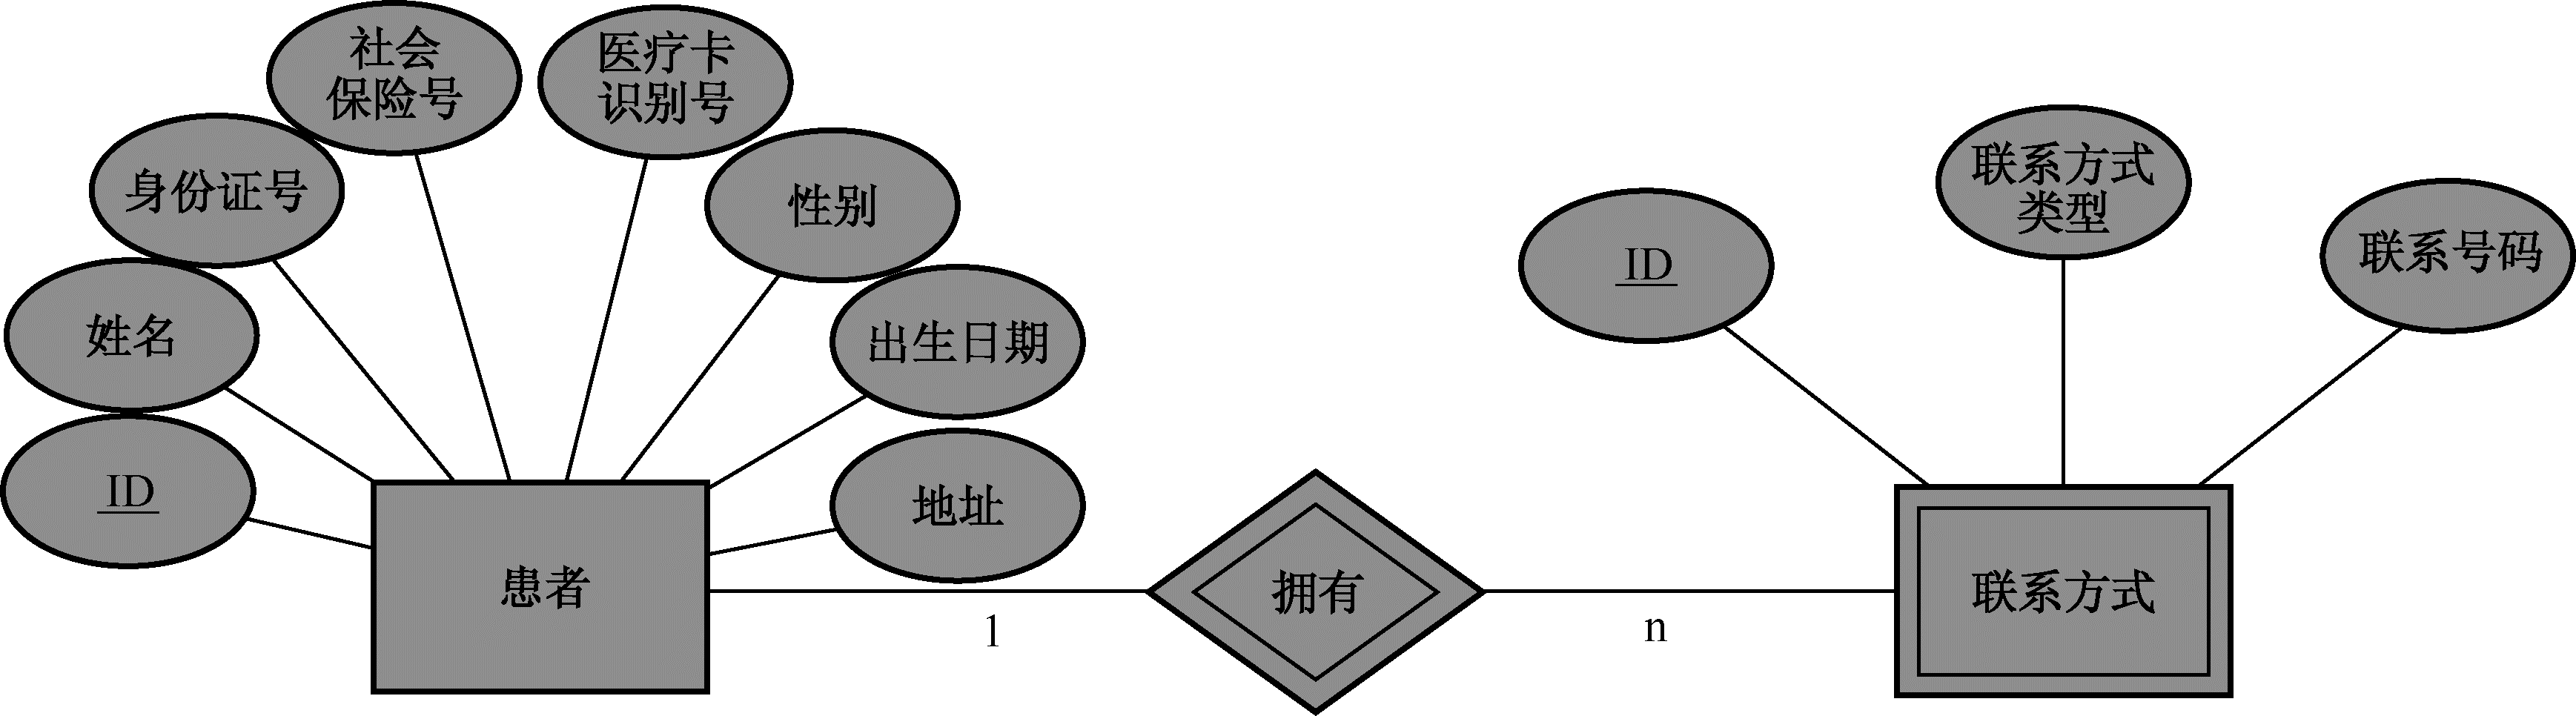 社会
保险号
医疗卡
识别号
身份证号
性别
姓名
出生日期
ID
地址
患者
1
拥有
n
ID
联系方式
类型
联系号码
联系方式